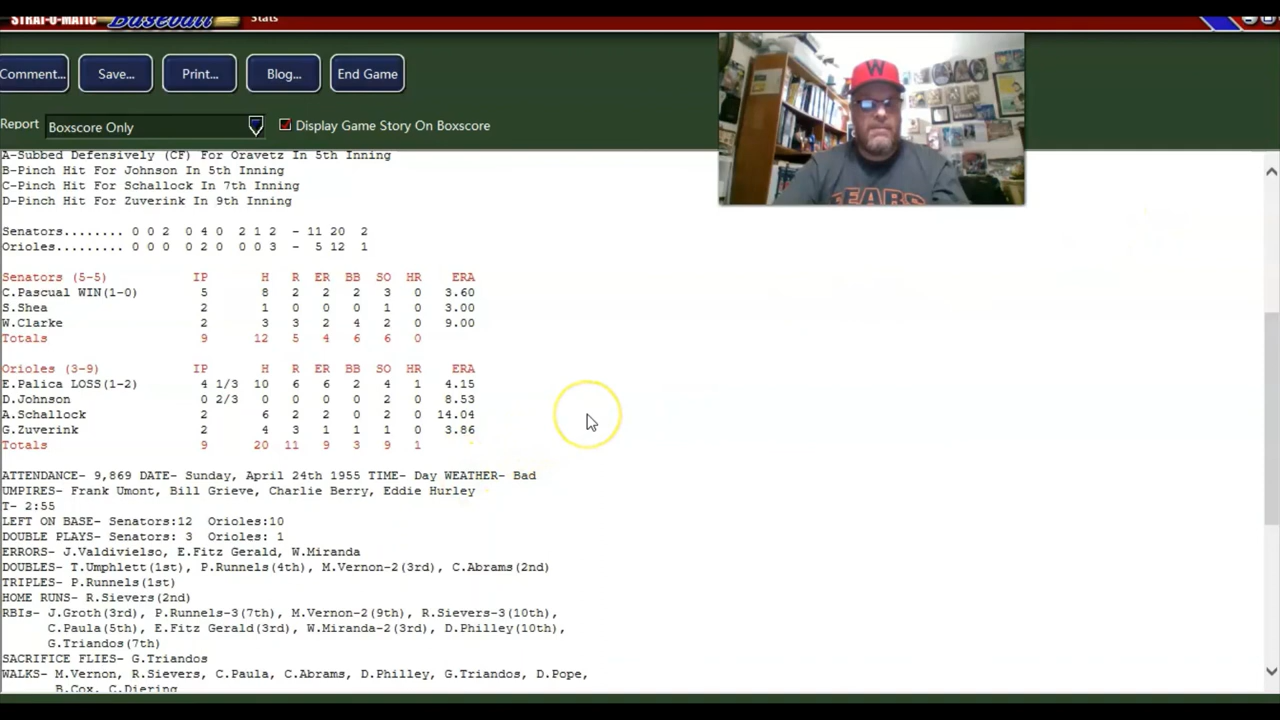 STRAT-O-MATIC Baseball Stats
Comment... Save... Print... Blog... End Game
Report Boxscore Only Display Game Story On Boxscore
W
BEARS
A-Subbed Defensively (CF) For Oravetz In 5th Inning
B-Pinch Hit For Johnson In 5th Inning
C-Pinch Hit For Schallock In 7th Inning
D-Pinch Hit For Zuverink In 9th Inning
Senators........ 0 0 2 0 4 0 2 1 2 - 11 20 2
Orioles......... 0 0 0 0 2 0 0 0 3 - 5 12 1
Senators (5-5) IP H R ER BB SO HR ERA
C.Pascual WIN(1-0) 5 8 2 2 2 3 0 3.60
S.Shea 2 1 0 0 0 1 0 3.00
W.Clarke 2 3 3 2 4 2 0 9.00
Totals 9 12 5 4 6 6 0
Orioles (3-9) IP H R ER BB SO HR ERA
E.Palica LOSS(1-2) 4 1/3 10 6 6 2 4 1 4.15
D.Johnson 0 2/3 0 0 0 0 2 0 8.53
A.Schallock 2 6 2 2 0 2 0 14.04
G.Zuverink 2 4 3 1 1 1 0 3.86
Totals 9 20 11 9 3 9 1
ATTENDANCE- 9,869 DATE- Sunday, April 24th 1955 TIME- Day WEATHER- Bad
UMPIRES- Frank Umont, Bill Grieve, Charlie Berry, Eddie Hurley
T- 2:55
LEFT ON BASE- Senators:12 Orioles:10
DOUBLE PLAYS- Senators: 3 Orioles: 1
ERRORS- J.Valdivielso, E.Fitz Gerald, W.Miranda
DOUBLES- T.Umphlett(1st), P.Runnels(4th), M.Vernon-2(3rd), C.Abrams(2nd)
TRIPLES- P.Runnels(1st)
HOME RUNS- R.Sievers(2nd)
RBIs- J.Groth(3rd), P.Runnels-3(7th), M.Vernon-2(9th), R.Sievers-3(10th),
C.Paula(5th), E.Fitz Gerald(3rd), W.Miranda-2(3rd), D.Philley(10th),
G.Triandos(7th)
SACRIFICE FLIES- G.Triandos
WALKS- M.Vernon, R.Sievers, C.Paula, C.Abrams, D.Philley, G.Triandos, D.Pope,
B.Cox, C.Diering